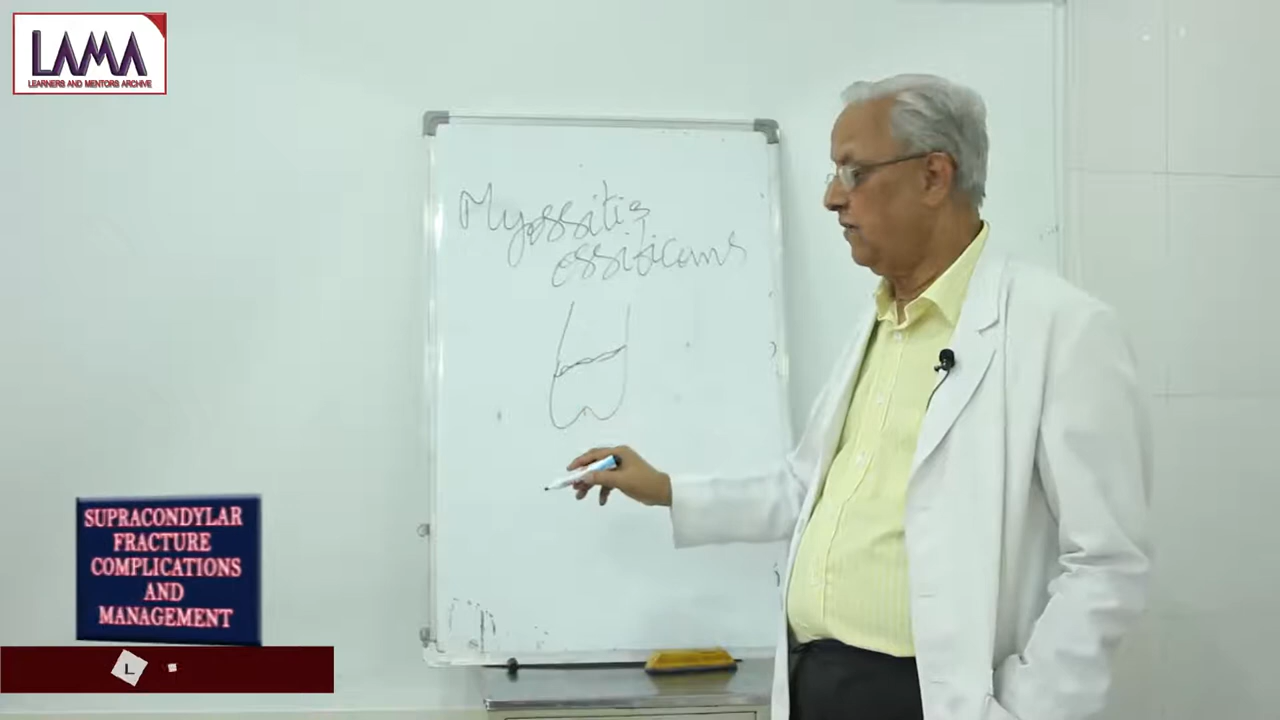 LAMA
LEARNERS AND MENTORS ARCHIVE
Myossitis
ossificans
SUPRACONDYLAR
FRACTURE
COMPLICATIONS
AND
MANAGEMENT
L